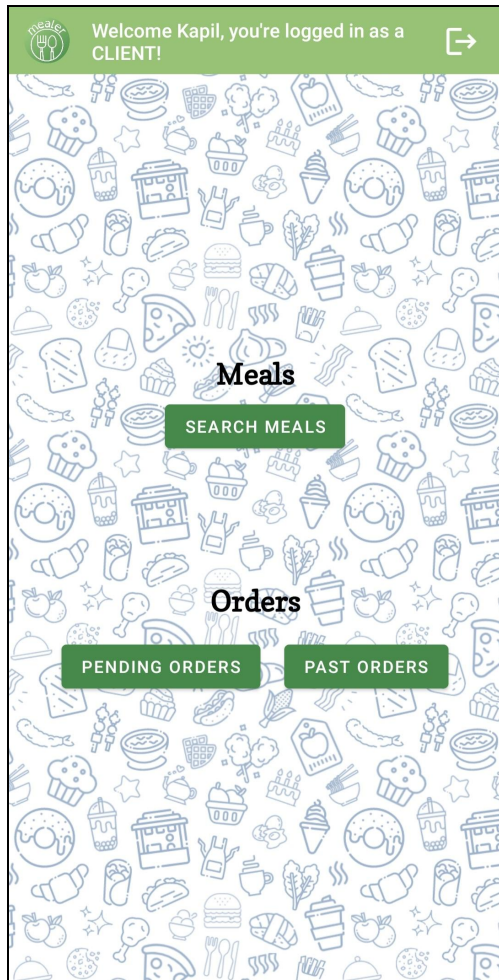 mealer
Welcome Kapil, you're logged in as a
CLIENT!
Meals
SEARCH MEALS
Orders
PENDING ORDERS
PAST ORDERS